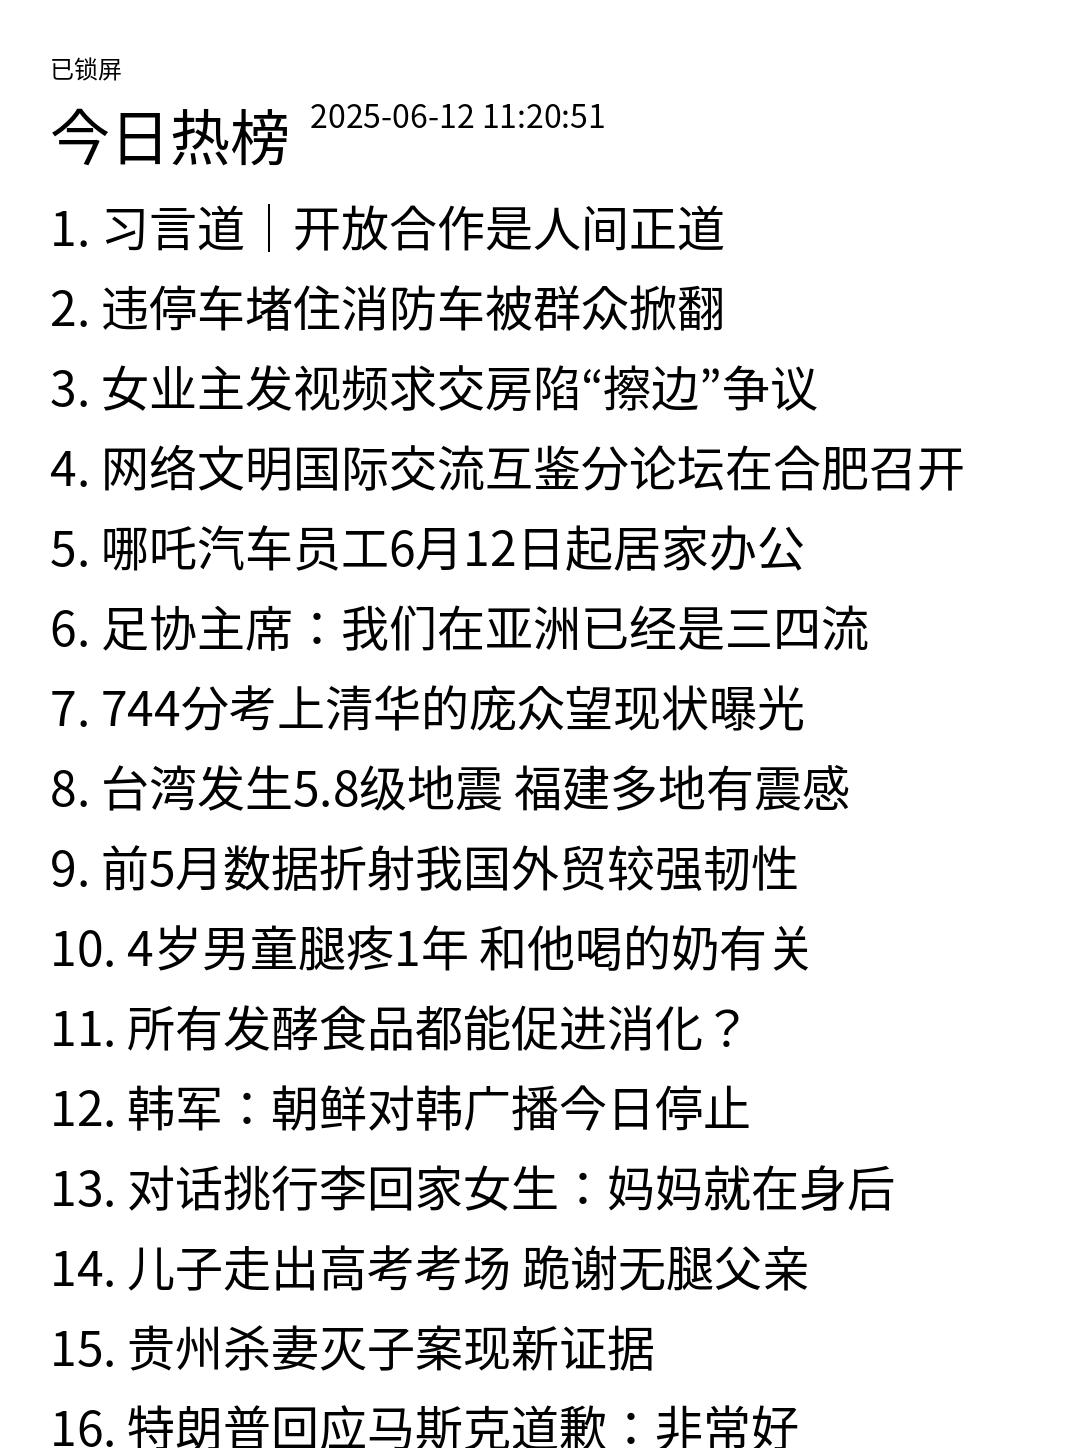 已锁屏
今日热榜 2025-06-12 11:20:51
1. 习言道｜开放合作是人间正道
2. 违停车堵住消防车被群众掀翻
3. 女业主发视频求交房陷“擦边”争议
4. 网络文明国际交流互鉴分论坛在合肥召开
5. 哪吒汽车员工6月12日起居家办公
6. 足协主席：我们在亚洲已经是三四流
7. 744分考上清华的庞众望现状曝光
8. 台湾发生5.8级地震 福建多地有震感
9. 前5月数据折射我国外贸较强韧性
10. 4岁男童腿疼1年 和他喝的奶有关
11. 所有发酵食品都能促进消化？
12. 韩军：朝鲜对韩广播今日停止
13. 对话挑行李回家女生：妈妈就在身后
14. 儿子走出高考考场 跪谢无腿父亲
15. 贵州杀妻灭子案现新证据
16. 特朗普回应马斯克道歉：非常好